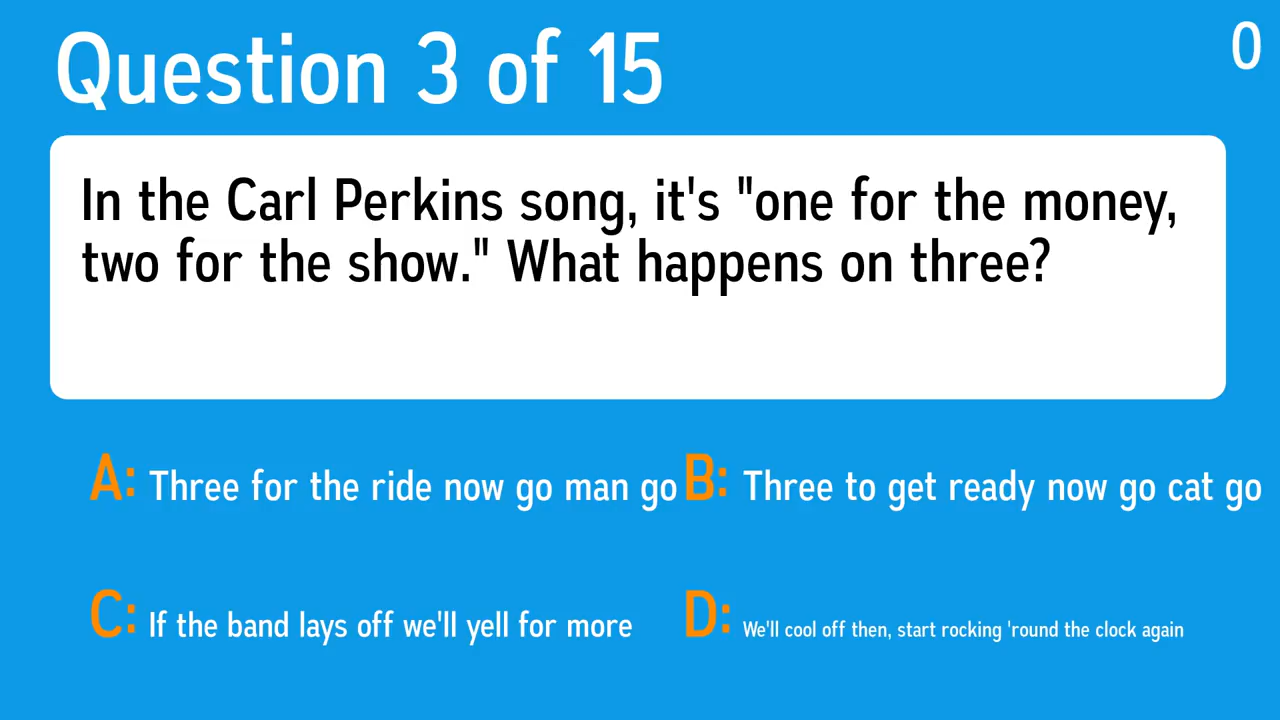 Question 3 of 15
0
In the Carl Perkins song, it's "one for the money,
two for the show." What happens on three?
A: Three for the ride now go man go
B: Three to get ready now go cat go
C: If the band lays off we'll yell for more
D: We'll cool off then, start rocking 'round the clock again